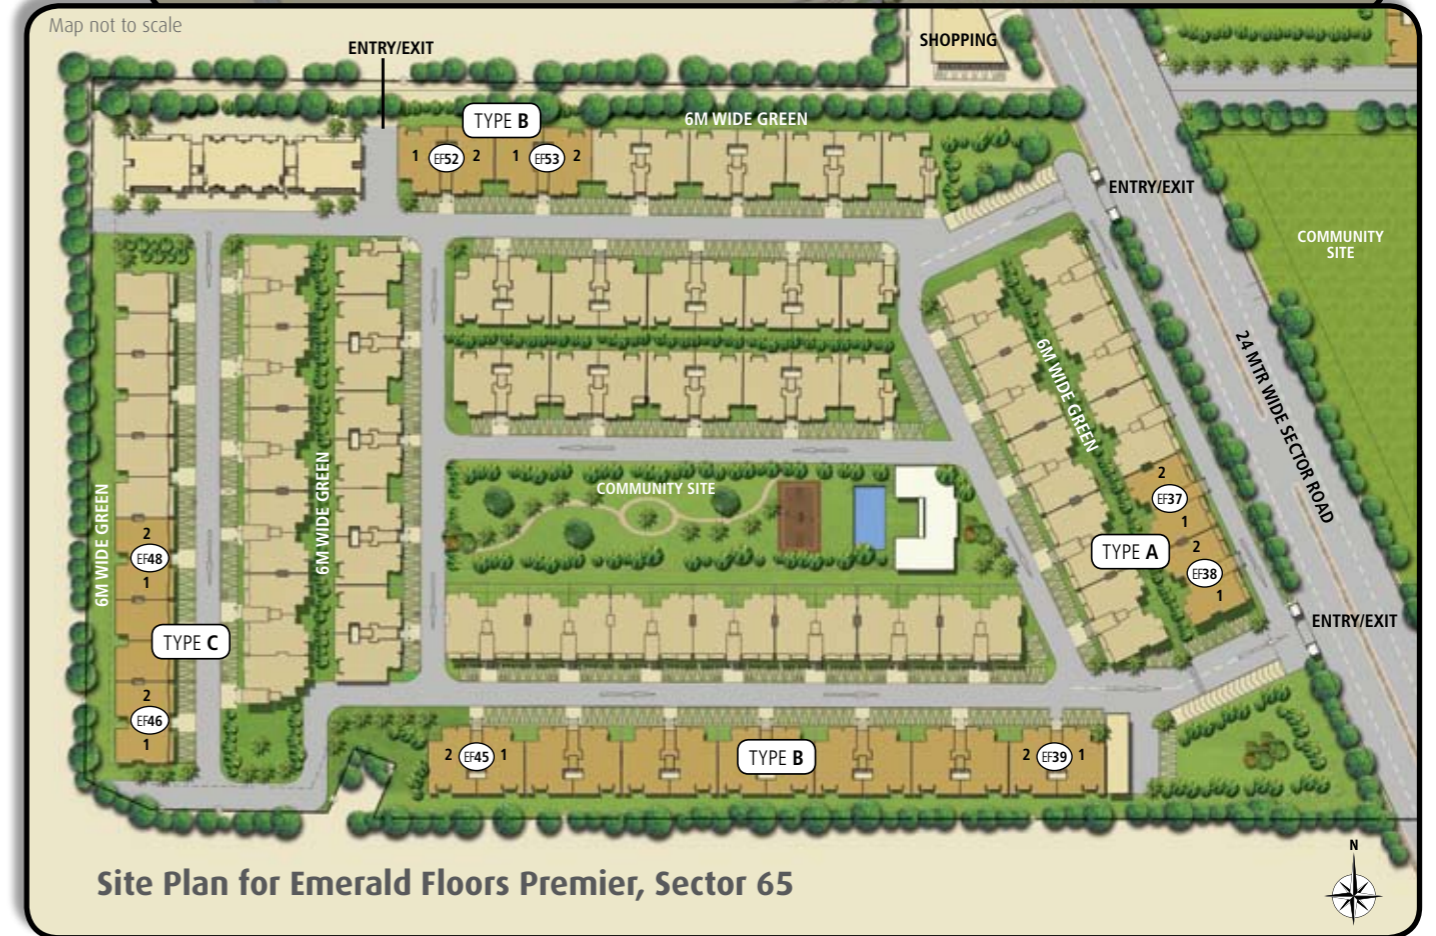 Map not to scale
ENTRY/EXIT
SHOPPING
TYPE B
6M WIDE GREEN
1 EF52 2 1 EF53 2
ENTRY/EXIT
COMMUNITY
SITE
24 MTR WIDE SECTOR ROAD
6M WIDE GREEN
6M WIDE GREEN
6M WIDE GREEN
COMMUNITY SITE
2
EF37
1
TYPE A
2
EF38
1
2
EF48
1
TYPE C
2
EF46
1
ENTRY/EXIT
2 EF45 1
TYPE B
2 EF39 1
N
Site Plan for Emerald Floors Premier, Sector 65